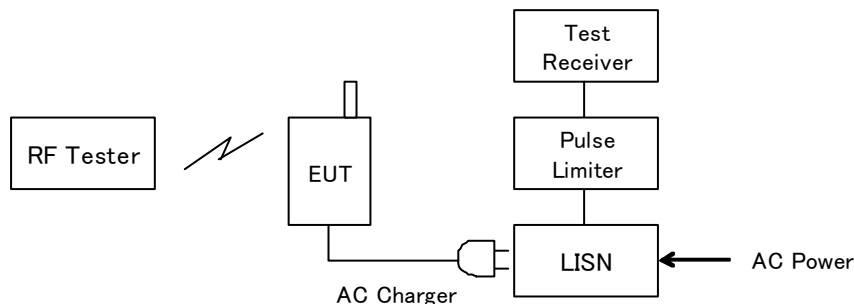 Test
Receiver
RF Tester
EUT
Pulse
Limiter
LISN
AC Power
AC Charger